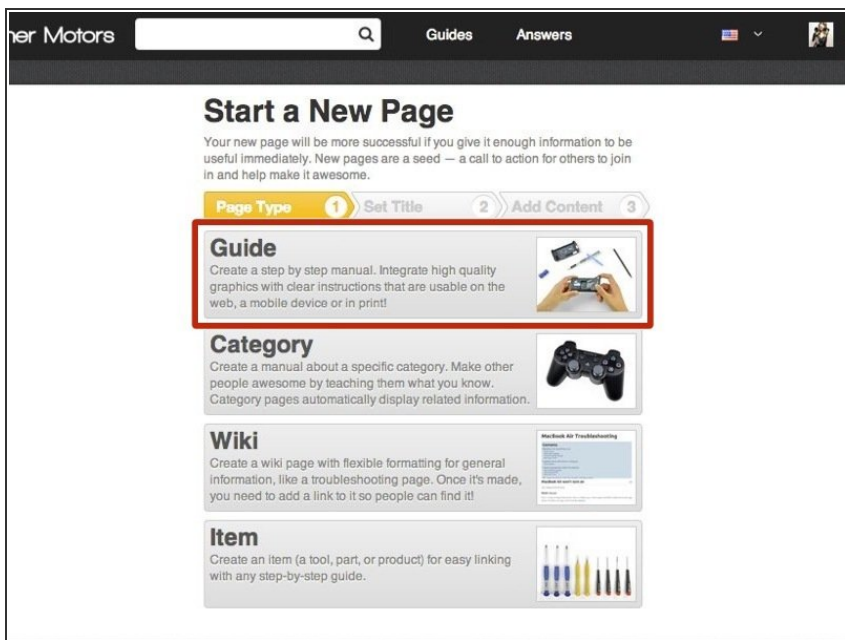 ner Motors
Guides
Answers
Start a New Page
Your new page will be more successful if you give it enough information to be
useful immediately. New pages are a seed — a call to action for others to join
in and help make it awesome.
Page Type 1 Set Title 2 Add Content 3
Guide
Create a step by step manual. Integrate high quality
graphics with clear instructions that are usable on the
web, a mobile device or in print!
Category
Create a manual about a specific category. Make other
people awesome by teaching them what you know.
Category pages automatically display related information.
Wiki
Create a wiki page with flexible formatting for general
information, like a troubleshooting page. Once it's made,
you need to add a link to it so people can find it!
MacBook Air Troubleshooting
Item
Create an item (a tool, part, or product) for easy linking
with any step-by-step guide.